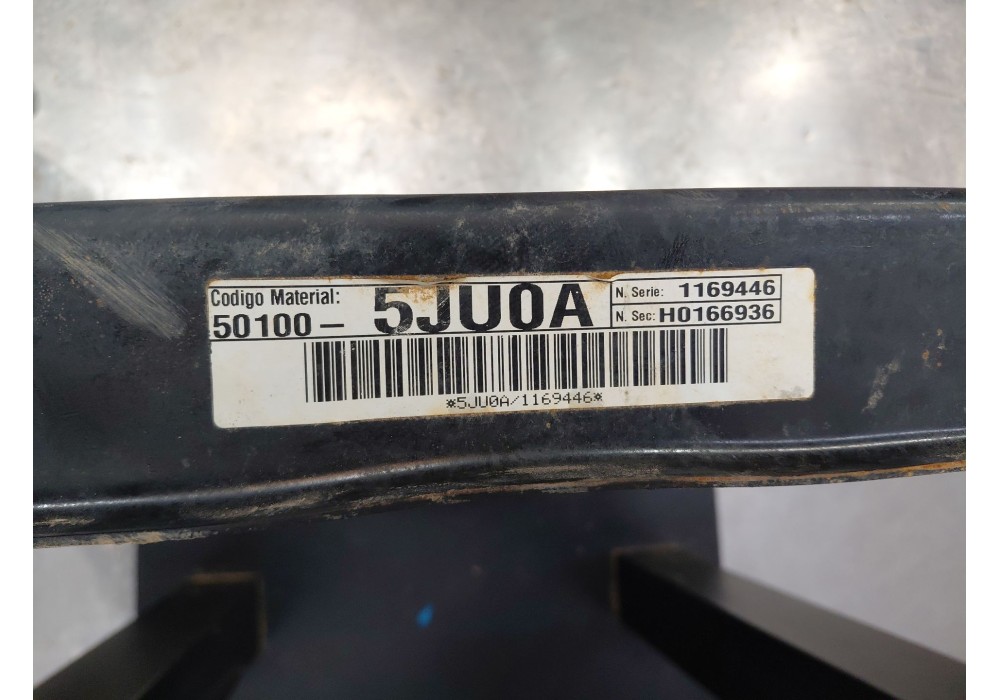 Codigo Material:
50100- 5JU0A
N. Serie: 1169446
N. Sec: H0166936
*5JU0A/1169446*